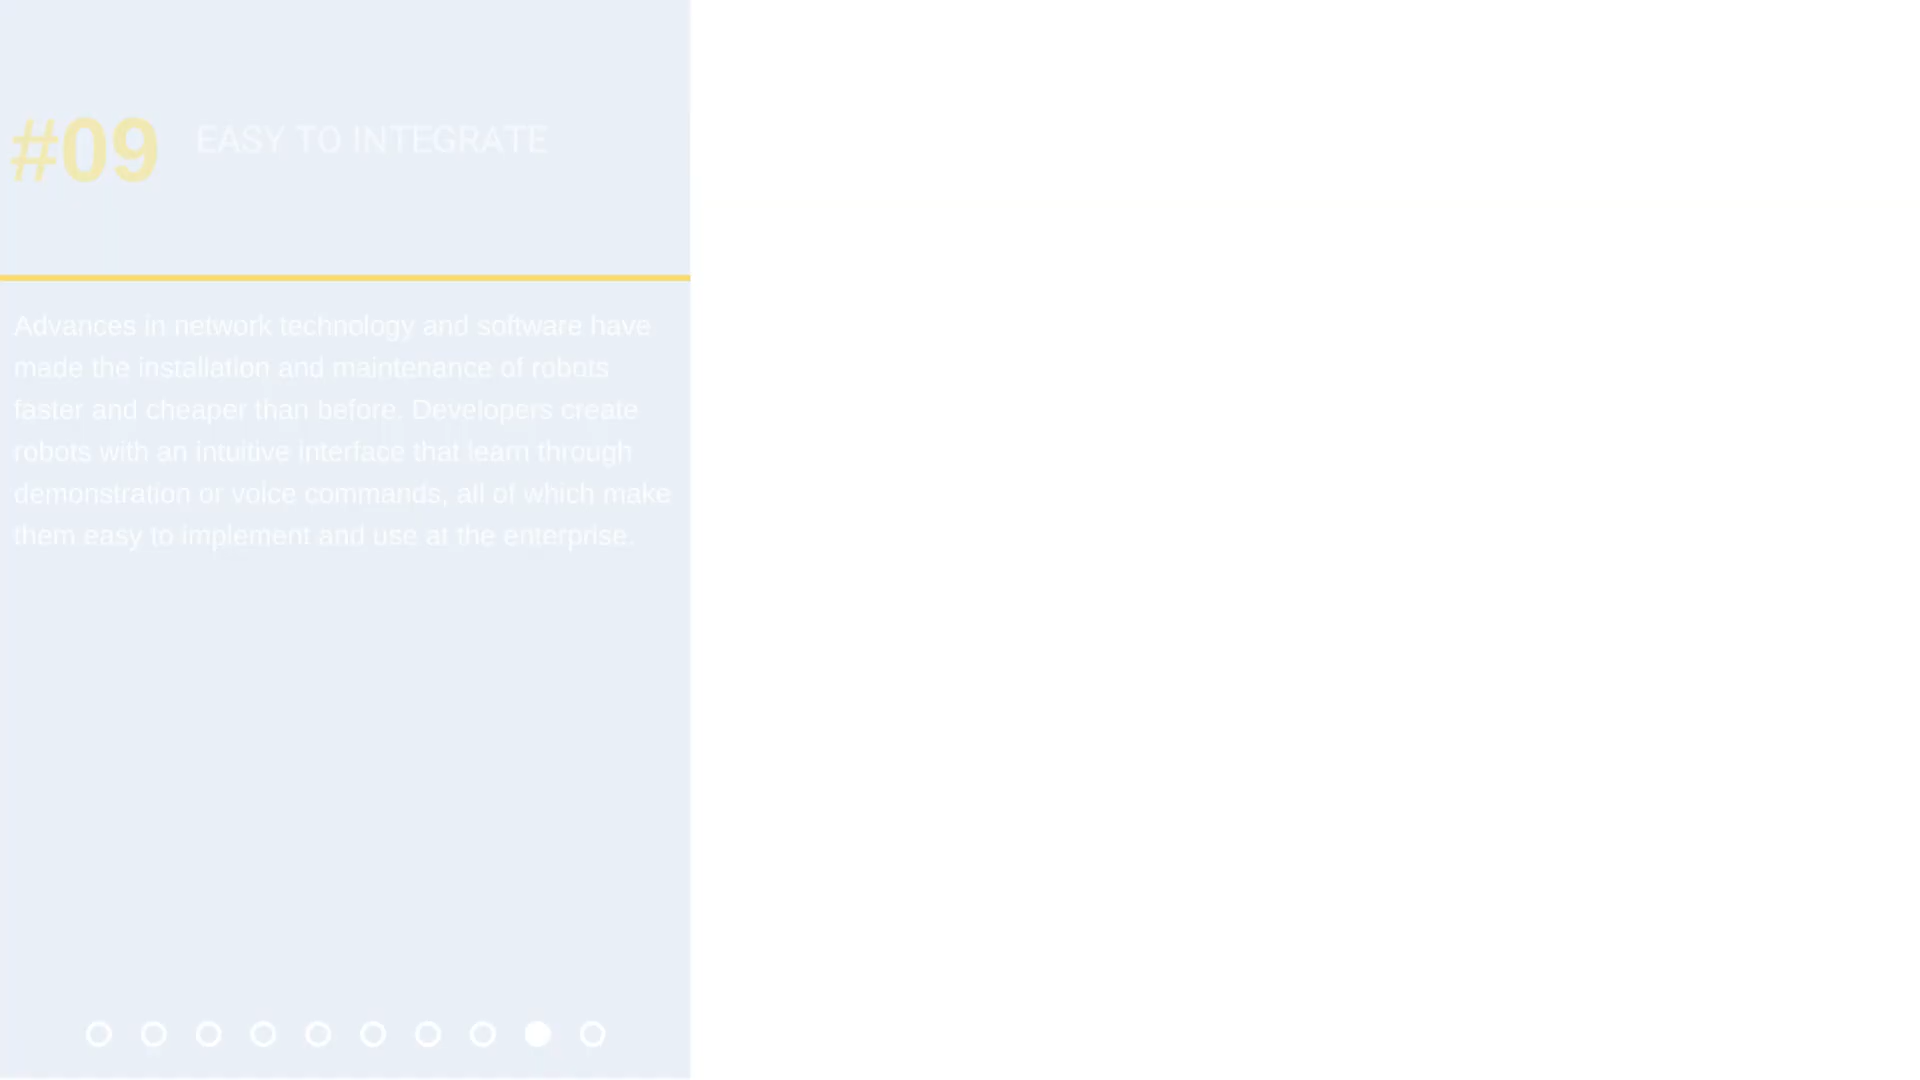 #09 EASY TO INTEGRATE
Advances in network technology and software have
made the installation and maintenance of robots
faster and cheaper than before. Developers create
robots with an intuitive interface that learn through
demonstration or voice commands, all of which make
them easy to implement and use at the enterprise.